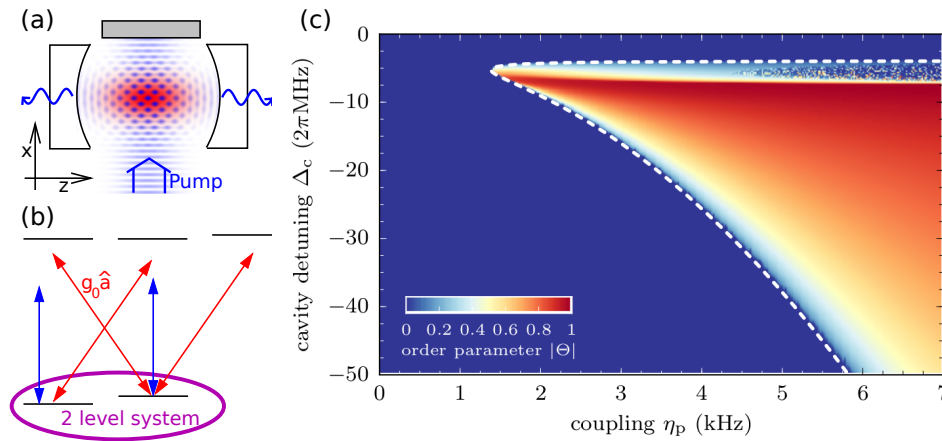 (a)
x
z
Pump
(b)
g₀â
2 level system
(c)
cavity detuning Δc (2πMHz)
0
−10
−20
−30
−40
−50
0 0.2 0.4 0.6 0.8 1
order parameter |Θ|
0 1 2 3 4 5 6 7
coupling ηp (kHz)